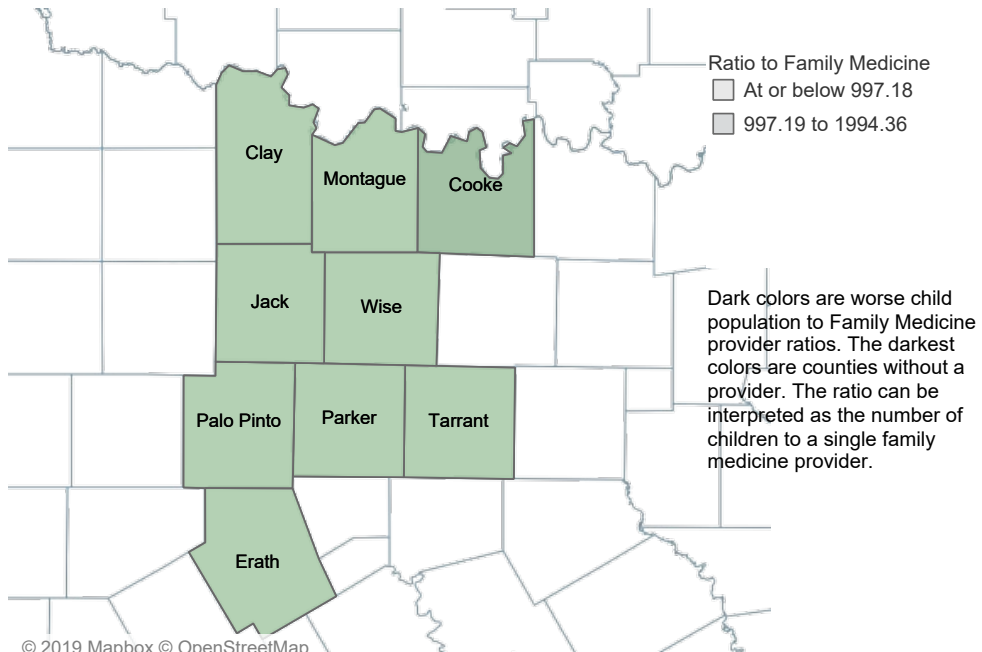 Ratio to Family Medicine
At or below 997.18
997.19 to 1994.36
Clay
Montague
Cooke
Jack
Wise
Dark colors are worse child
population to Family Medicine
provider ratios. The darkest
colors are counties without a
provider. The ratio can be
interpreted as the number of
children to a single family
medicine provider.
Palo Pinto
Parker
Tarrant
Erath
© 2019 Mapbox © OpenStreetMap